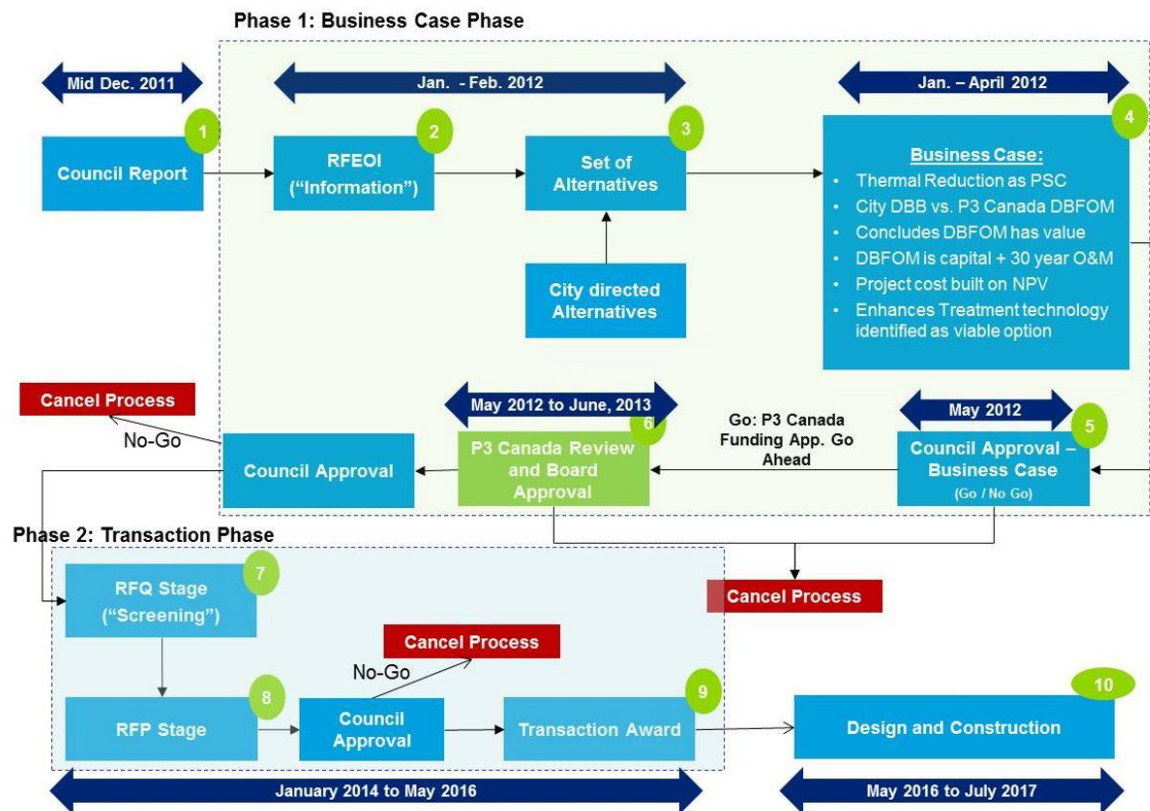 Phase 1: Business Case Phase
Mid Dec. 2011
Jan. - Feb. 2012
Jan. – April 2012
1
Council Report
2
RFEOI
(“Information”)
3
Set of
Alternatives
City directed
Alternatives
4
Business Case:
• Thermal Reduction as PSC
• City DBB vs. P3 Canada DBFOM
• Concludes DBFOM has value
• DBFOM is capital + 30 year O&M
• Project cost built on NPV
• Enhances Treatment technology
identified as viable option
May 2012
5
Council Approval –
Business Case
(Go / No Go)
Go: P3 Canada
Funding App. Go
Ahead
May 2012 to June, 2013
6
P3 Canada Review
and Board
Approval
Council Approval
No-Go
Cancel Process
Cancel Process
Phase 2: Transaction Phase
7
RFQ Stage
(“Screening”)
8
RFP Stage
Council
Approval
No-Go
Cancel Process
9
Transaction Award
10
Design and Construction
January 2014 to May 2016
May 2016 to July 2017